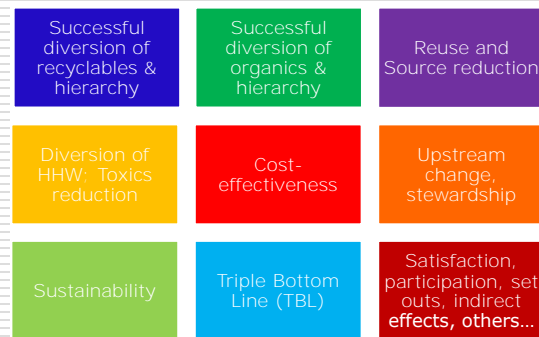 Successful
diversion of
recyclables &
hierarchy
Successful
diversion of
organics &
hierarchy
Reuse and
Source reduction
Diversion of
HHW: Toxics
reduction
Cost-
effectiveness
Upstream
change,
stewardship
Sustainability
Triple Bottom
Line (TBL)
Satisfaction,
participation, set
outs, indirect
effects, others…